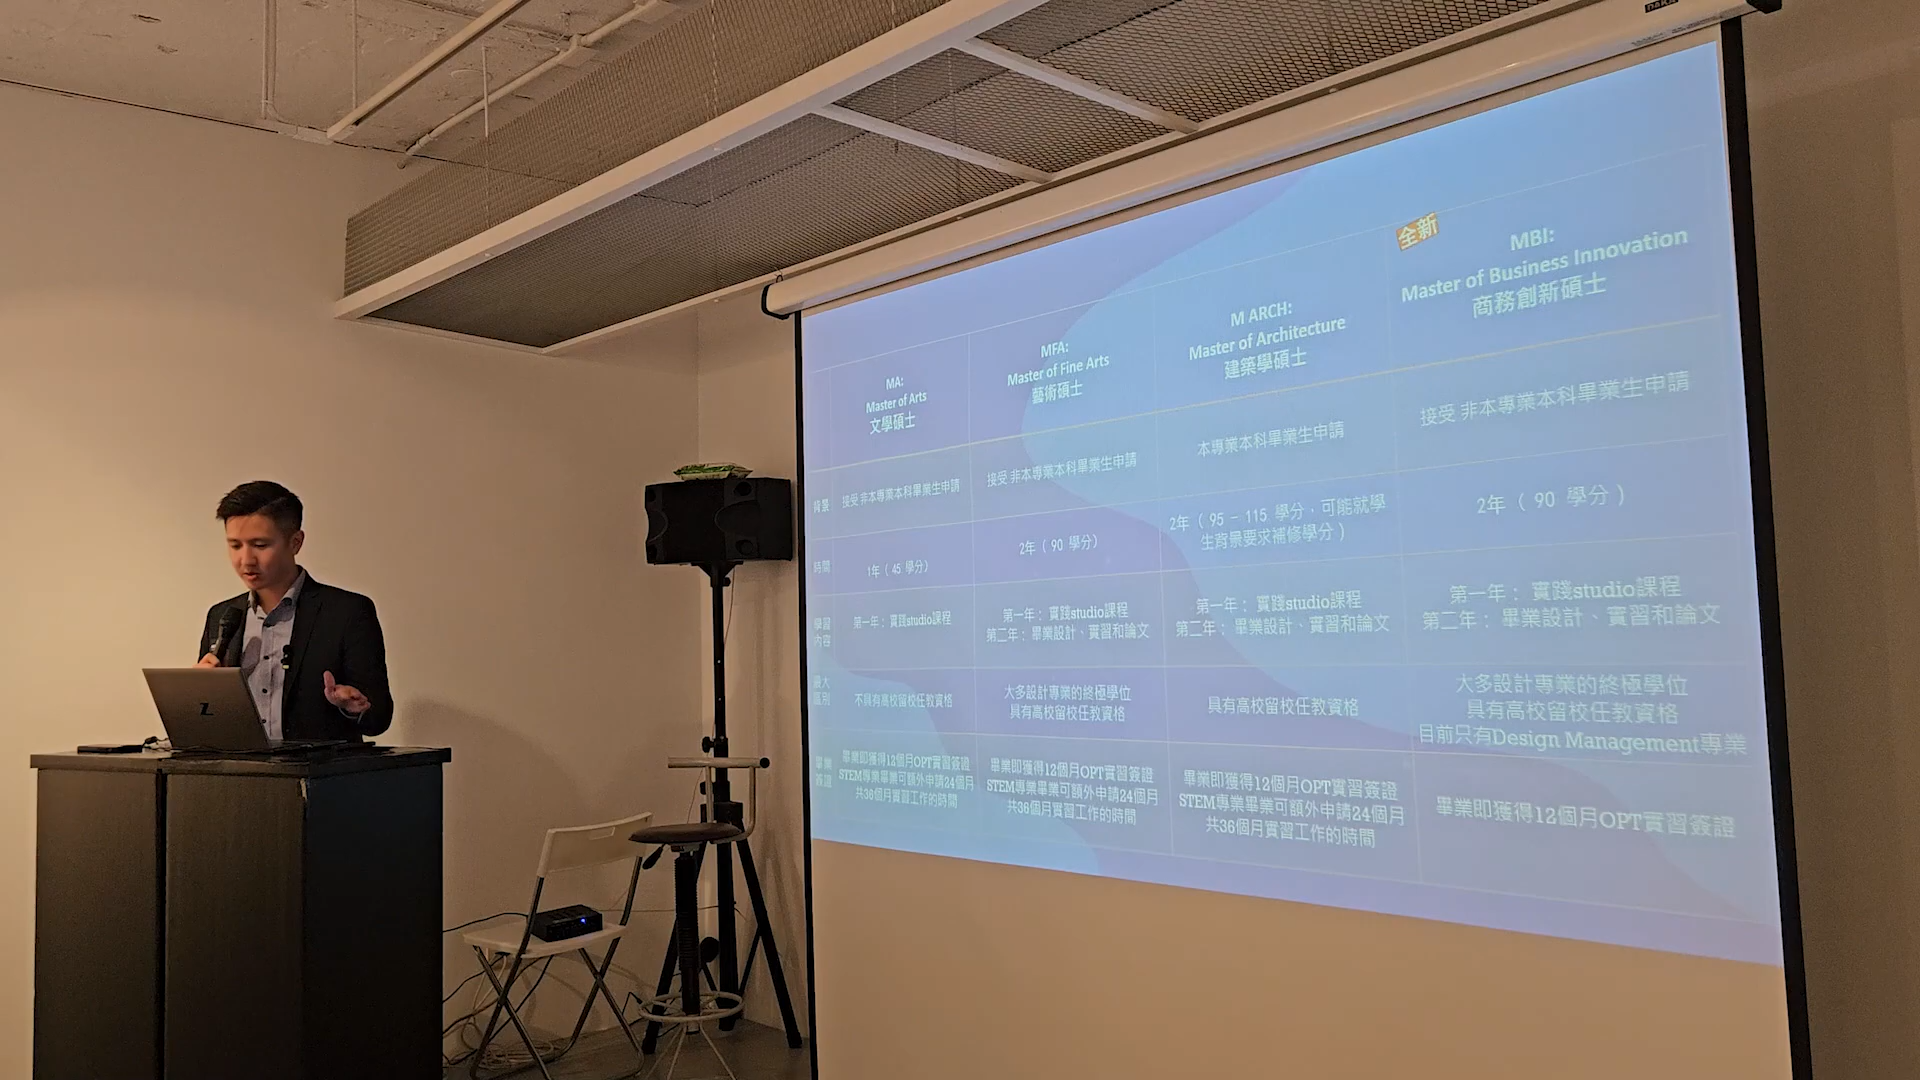 全新
MA:
Master of Arts
文學碩士
MFA:
Master of Fine Arts
藝術碩士
M ARCH:
Master of Architecture
建築學碩士
MBI:
Master of Business Innovation
商務創新碩士
背景
接受 非本專業本科畢業生申請
接受 非本專業本科畢業生申請
本專業本科畢業生申請
接受 非本專業本科畢業生申請
時間
1年（ 45 學分）
2年（ 90 學分）
2年（ 95 – 115 學分，可能就學
生背景要求補修學分）
2年（ 90 學分）
學習
內容
第一年：實踐studio課程
第一年：實踐studio課程
第二年：畢業設計、實習和論文
第一年：實踐studio課程
第二年：畢業設計、實習和論文
第一年：實踐studio課程
第二年：畢業設計、實習和論文
最大
區別
不具有高校留校任教資格
大多設計專業的終極學位
具有高校留校任教資格
具有高校留校任教資格
大多設計專業的終極學位
具有高校留校任教資格
目前只有Design Management專業
畢業
簽證
畢業即獲得12個月OPT實習簽證
STEM專業畢業可額外申請24個月
共36個月實習工作的時間
畢業即獲得12個月OPT實習簽證
STEM專業畢業可額外申請24個月
共36個月實習工作的時間
畢業即獲得12個月OPT實習簽證
STEM專業畢業可額外申請24個月
共36個月實習工作的時間
畢業即獲得12個月OPT實習簽證